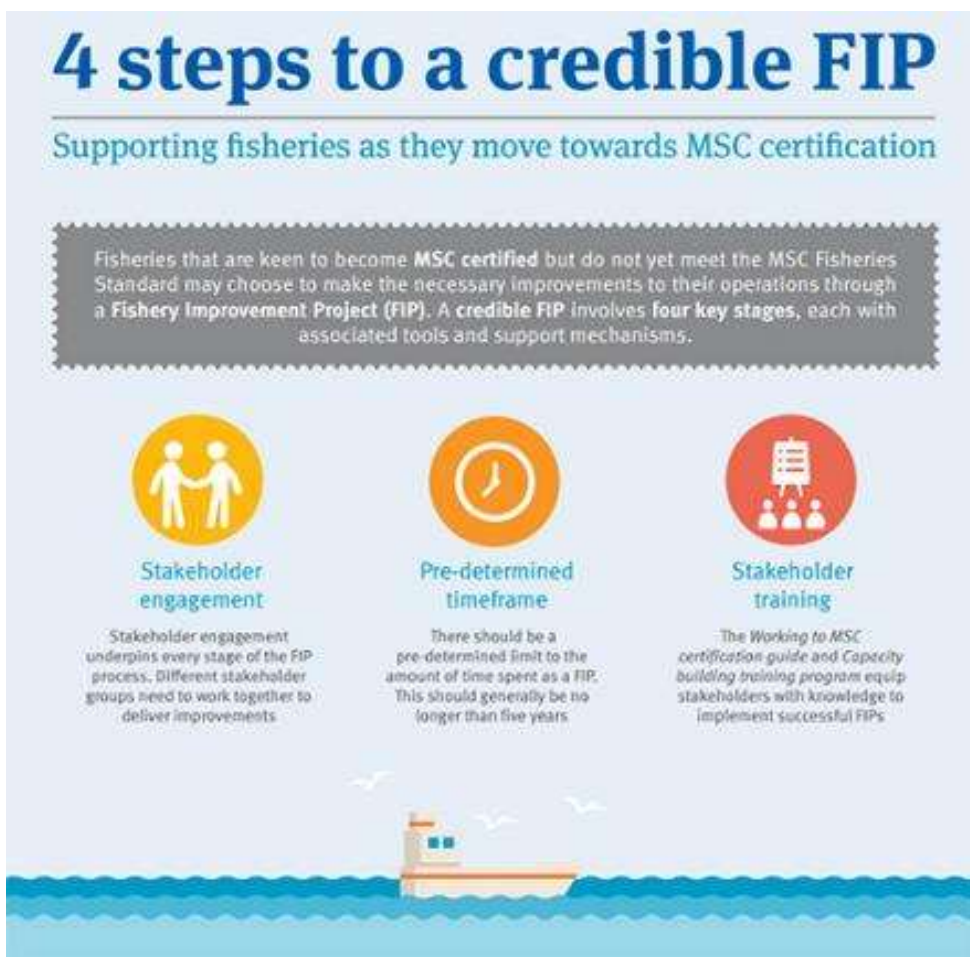 4 steps to a credible FIP
Supporting fisheries as they move towards MSC certification
Fisheries that are keen to become MSC certified but do not yet meet the MSC Fisheries
Standard may choose to make the necessary improvements to their operations through
a Fishery Improvement Project (FIP). A credible FIP involves four key stages, each with
associated tools and support mechanisms.
Stakeholder
engagement
Stakeholder engagement
underpins every stage of the FIP
process. Different stakeholder
groups need to work together to
deliver improvements
Pre-determined
timeframe
There should be a
pre-determined limit to the
amount of time spent as a FIP.
This should generally be no
longer than five years
Stakeholder
training
The Working to MSC
certification guide and Capacity
building training program equip
stakeholders with knowledge to
implement successful FIPs